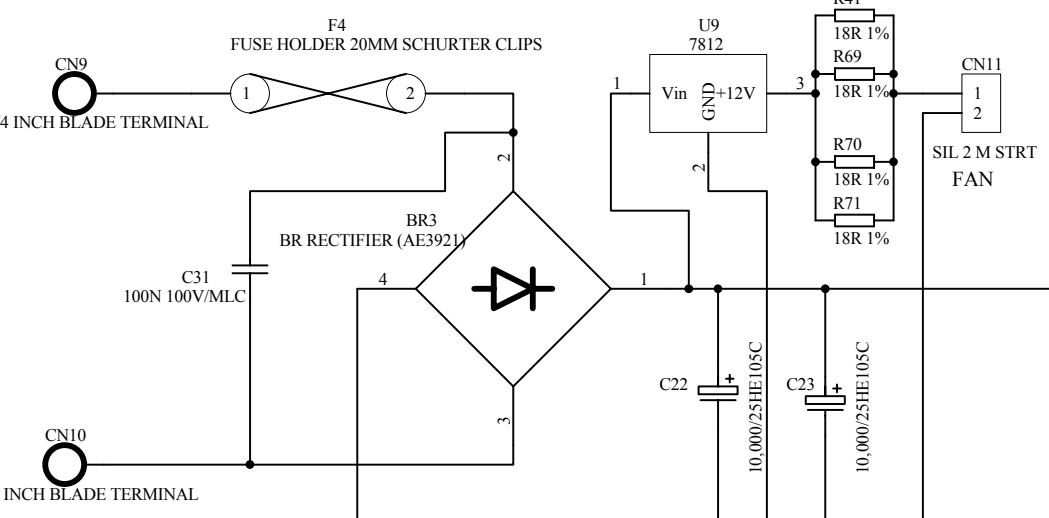 F4
FUSE HOLDER 20MM SCHURTER CLIPS
CN9
1
2
4 INCH BLADE TERMINAL
2
BR3
BR RECTIFIER (AE3921)
4
1
3
C31
100N 100V/MLC
CN10
INCH BLADE TERMINAL
U9
7812
1
Vin
GND
+12V
3
2
R41
18R 1%
R69
18R 1%
R70
18R 1%
R71
18R 1%
CN11
1
2
SIL 2 M STRT
FAN
C22
+
10,000/25HE105C
C23
+
10,000/25HE105C